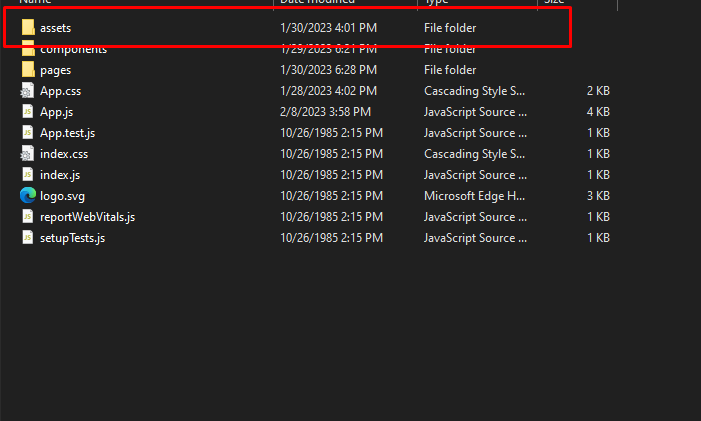 Name Date modified Type Size
assets 1/30/2023 4:01 PM File folder
components 1/29/2023 6:21 PM File folder
pages 1/30/2023 6:28 PM File folder
App.css 1/28/2023 4:02 PM Cascading Style S... 2 KB
App.js 2/8/2023 3:58 PM JavaScript Source ... 4 KB
App.test.js 10/26/1985 2:15 PM JavaScript Source ... 1 KB
index.css 10/26/1985 2:15 PM Cascading Style S... 1 KB
index.js 10/26/1985 2:15 PM JavaScript Source ... 1 KB
logo.svg 10/26/1985 2:15 PM Microsoft Edge H... 3 KB
reportWebVitals.js 10/26/1985 2:15 PM JavaScript Source ... 1 KB
setupTests.js 10/26/1985 2:15 PM JavaScript Source ... 1 KB